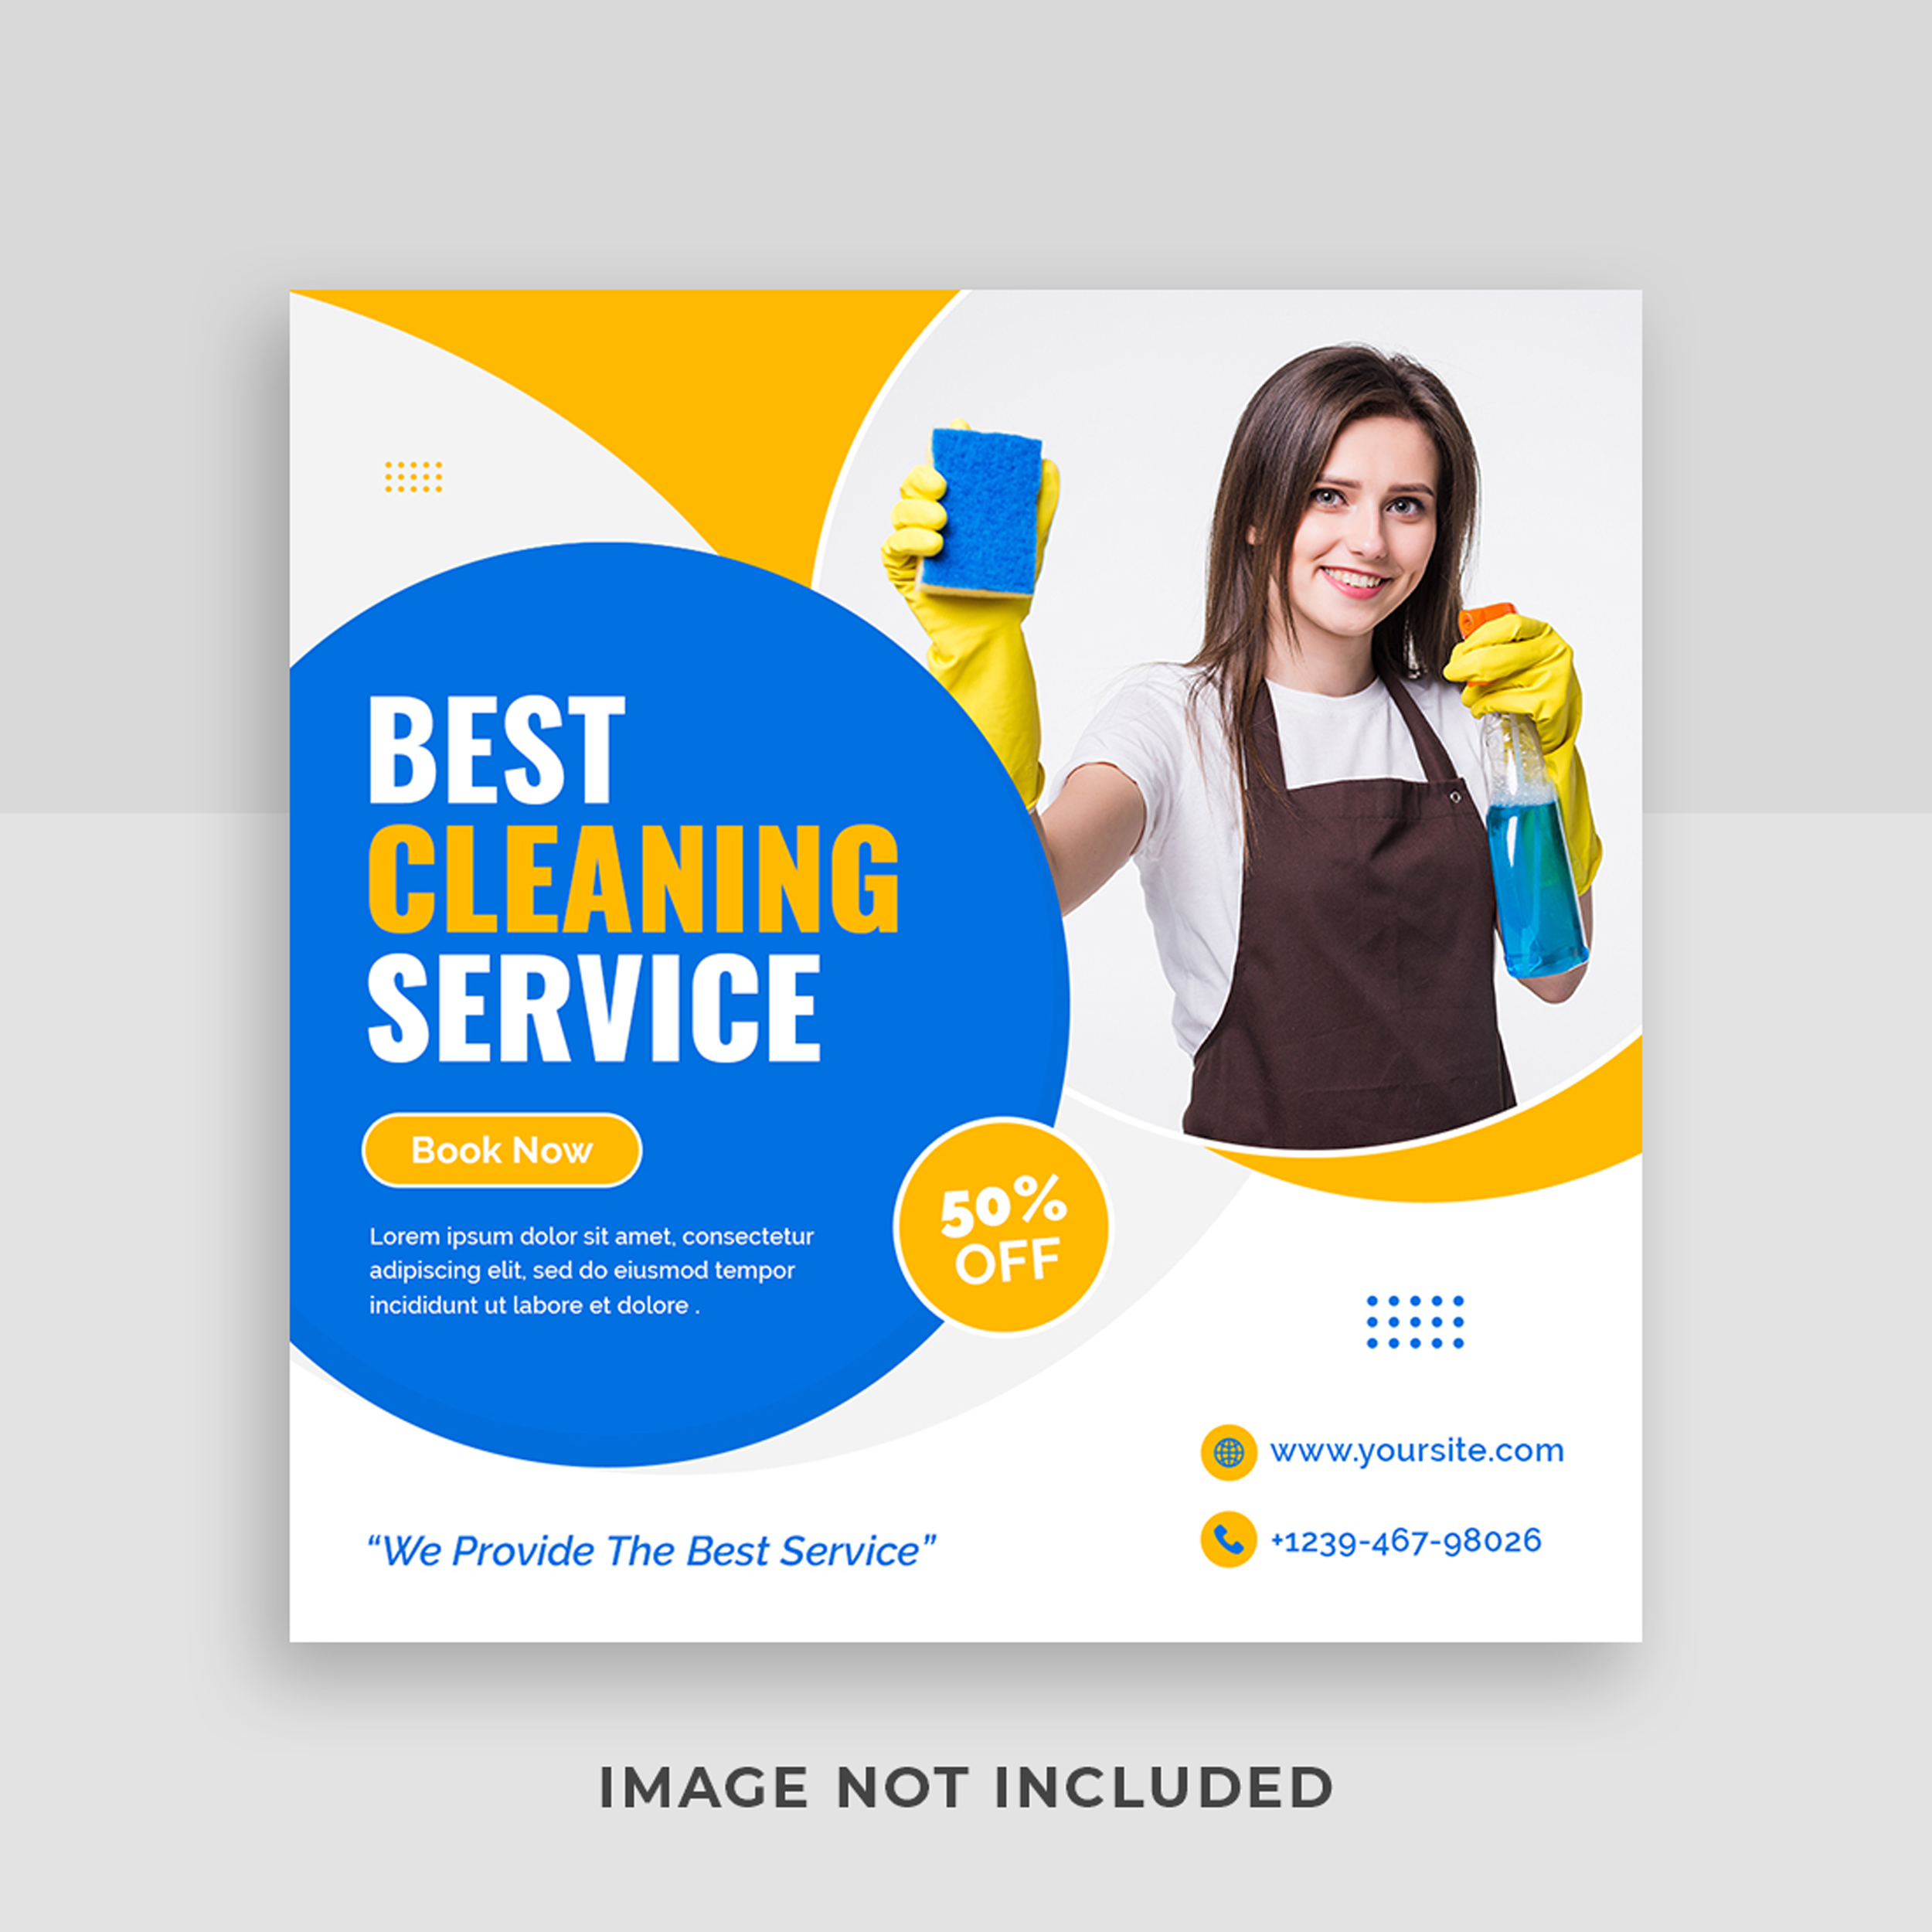 BEST
CLEANING
SERVICE
Book Now
Lorem ipsum dolor sit amet, consectetur
adipiscing elit, sed do eiusmod tempor
incididunt ut labore et dolore .
50%
OFF
www.yoursite.com
+1239-467-98026
“We Provide The Best Service”
IMAGE NOT INCLUDED